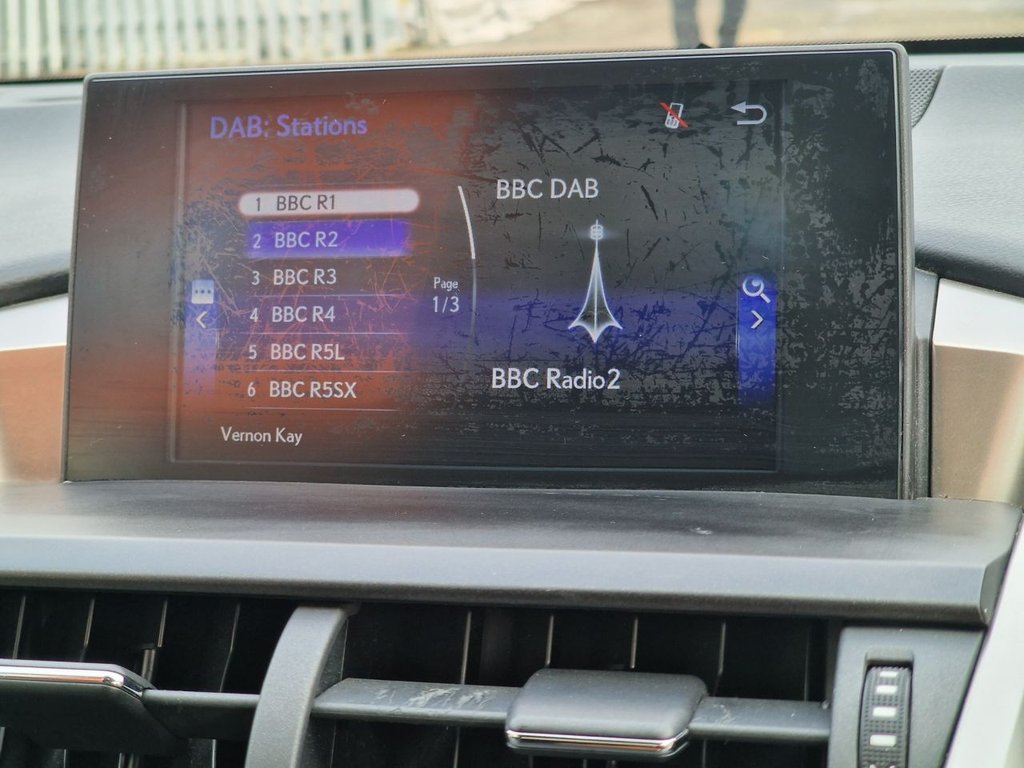 DAB: Stations
1 BBC R1
2 BBC R2
3 BBC R3
4 BBC R4
5 BBC R5L
6 BBC R5SX
Page
1/3
BBC DAB
BBC Radio2
Vernon Kay